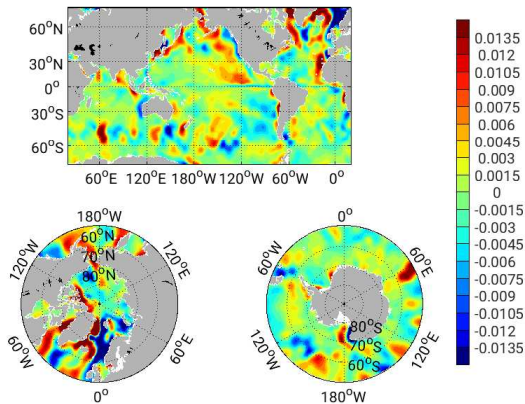 60°N
30°N
0°
30°S
60°S
60°E 120°E 180°W 120°W 60°W 0°
0.0135
0.012
0.0105
0.009
0.0075
0.006
0.0045
0.003
0.0015
0
-0.0015
-0.003
-0.0045
-0.006
-0.0075
-0.009
-0.0105
-0.012
-0.0135
180°W
120°W 60°N 120°E
70°N
80°N
60°W 60°E
0°
0°
60°W 60°E
80°S
70°S
60°S
120°W 120°E
180°W